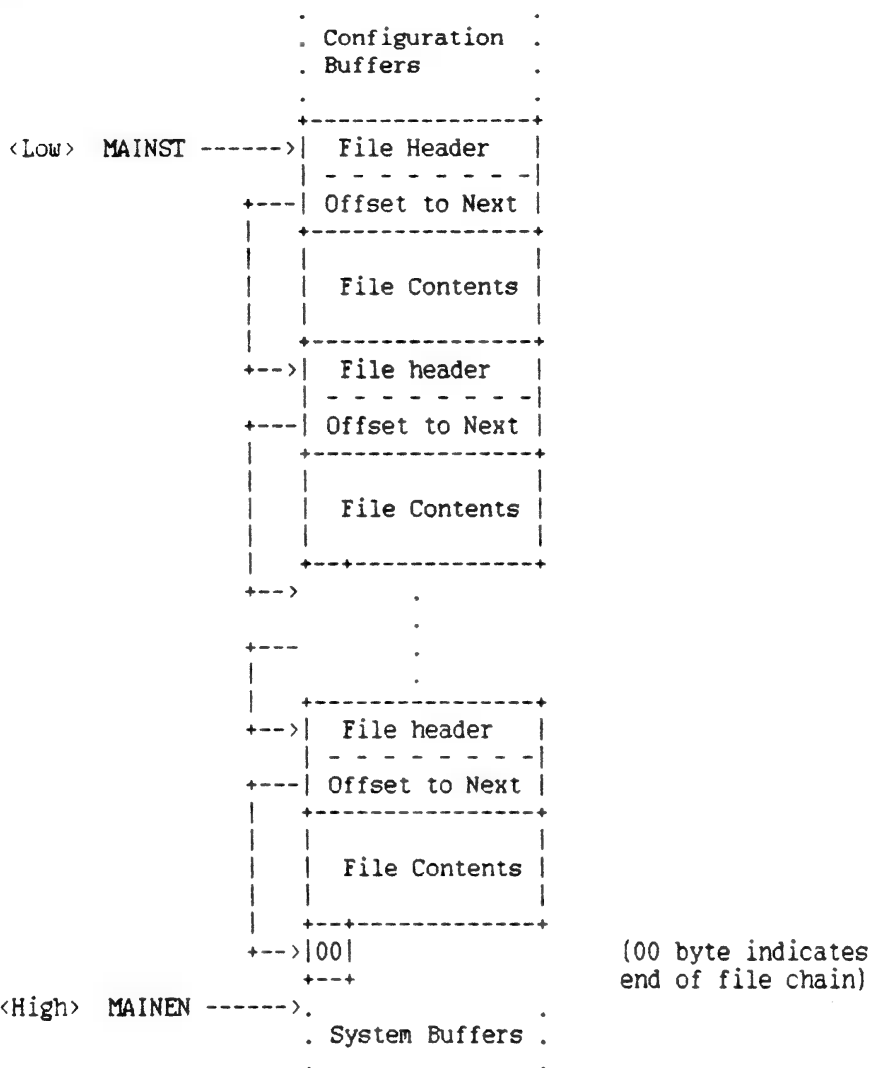 . Configuration .
. Buffers .
<Low> MAINST ------>| File Header |
Offset to Next
File Contents
File header
Offset to Next
File Contents
File header
Offset to Next
File Contents
+-->|00| (00 byte indicates
end of file chain)
<High> MAINEN ------>.
. System Buffers .